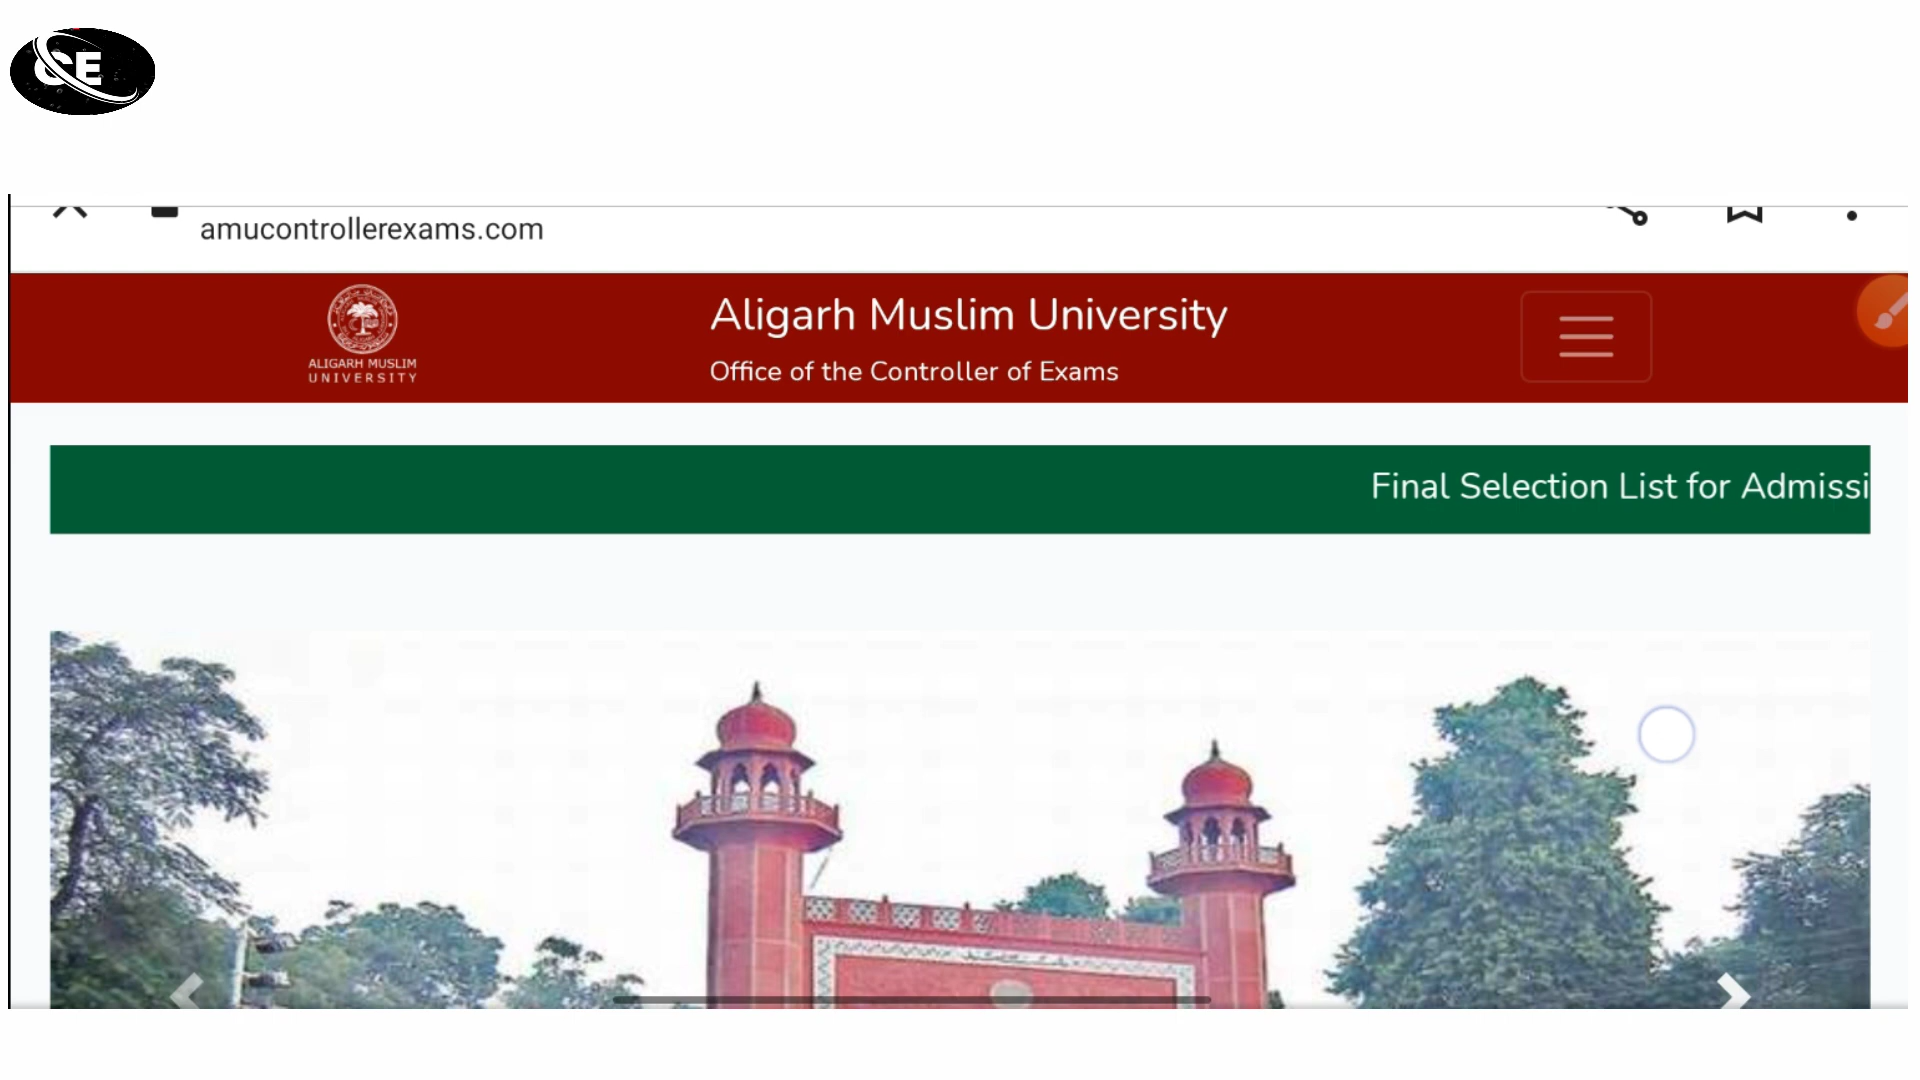 CE
amucontrollerexams.com
Aligarh Muslim University
Office of the Controller of Exams
ALIGARH MUSLIM
UNIVERSITY
Final Selection List for Admissi